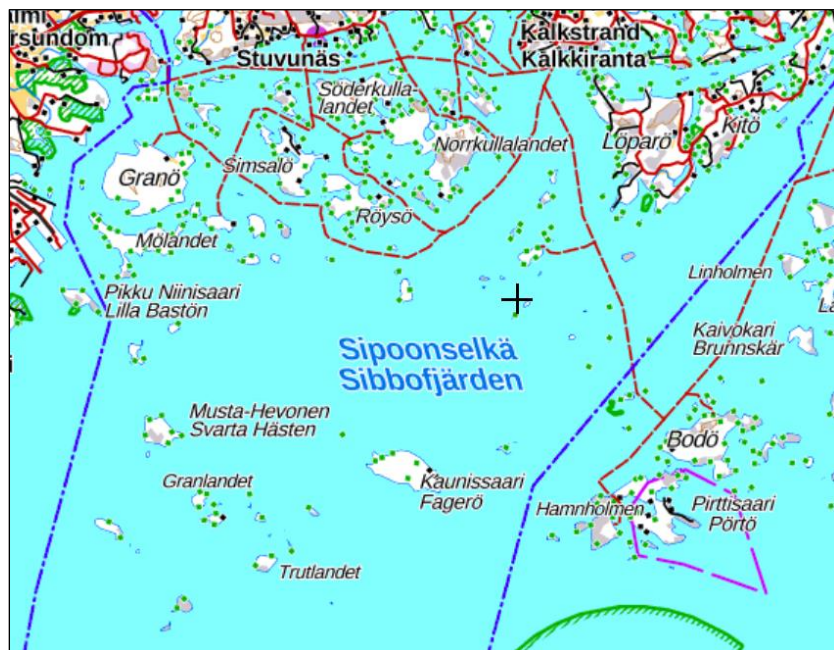 Stuvunäs
Kalkstrand
Kalkkiranta
Söderkulla-
landet
Löparö
Kitö
Norrkullalandet
Simsalö
Granö
Röysö
Mölandet
Linholmen
Pikku Niinisaari
Lilla Bastön
Kaivokari
Brunnskär
Sipoonselkä
Sibbofjärden
Musta-Hevonen
Svarta Hästen
Bodö
Granlandet
Kaunissaari
Fagerö
Hamnholmen
Pirttisaari
Pörtö
Trutlandet